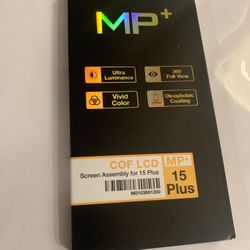 MP+
Ultra
Luminance
360
Full View
Vivid
Color
Oleophobic
Coating
COF LCD
Screen Assembly for 15 Plus
MP+
15
Plus